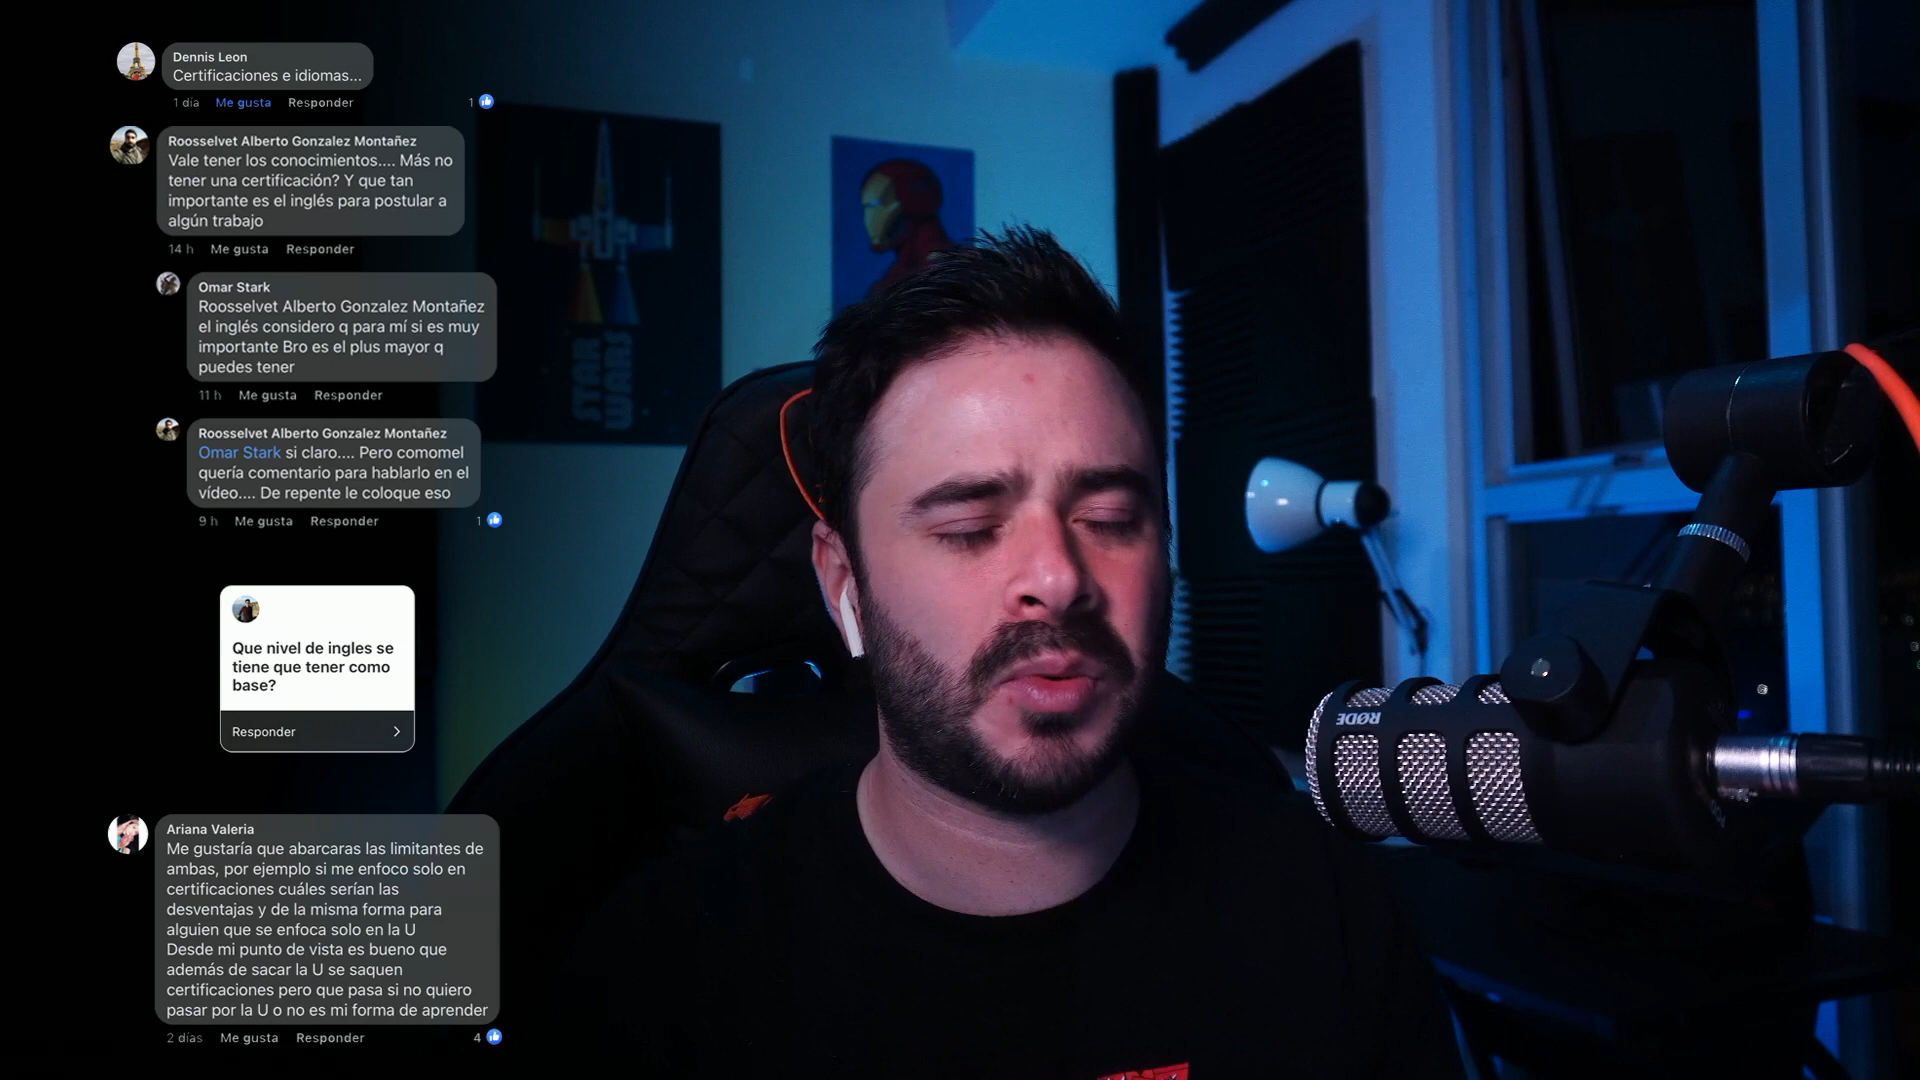 Dennis Leon
Certificaciones e idiomas...
1 día Me gusta Responder 1
Roosselvet Alberto Gonzalez Montañez
Vale tener los conocimientos.... Más no
tener una certificación? Y que tan
importante es el inglés para postular a
algún trabajo
14 h Me gusta Responder
Omar Stark
Roosselvet Alberto Gonzalez Montañez
el inglés considero q para mí si es muy
importante Bro es el plus mayor q
puedes tener
11 h Me gusta Responder
Roosselvet Alberto Gonzalez Montañez
Omar Stark si claro.... Pero comomel
quería comentario para hablarlo en el
vídeo.... De repente le coloque eso
9 h Me gusta Responder 1
Que nivel de ingles se
tiene que tener como
base?
Responder
Ariana Valeria
Me gustaría que abarcaras las limitantes de
ambas, por ejemplo si me enfoco solo en
certificaciones cuáles serían las
desventajas y de la misma forma para
alguien que se enfoca solo en la U
Desde mi punto de vista es bueno que
además de sacar la U se saquen
certificaciones pero que pasa si no quiero
pasar por la U o no es mi forma de aprender
2 días Me gusta Responder 4
STAR
WARS
RØDE